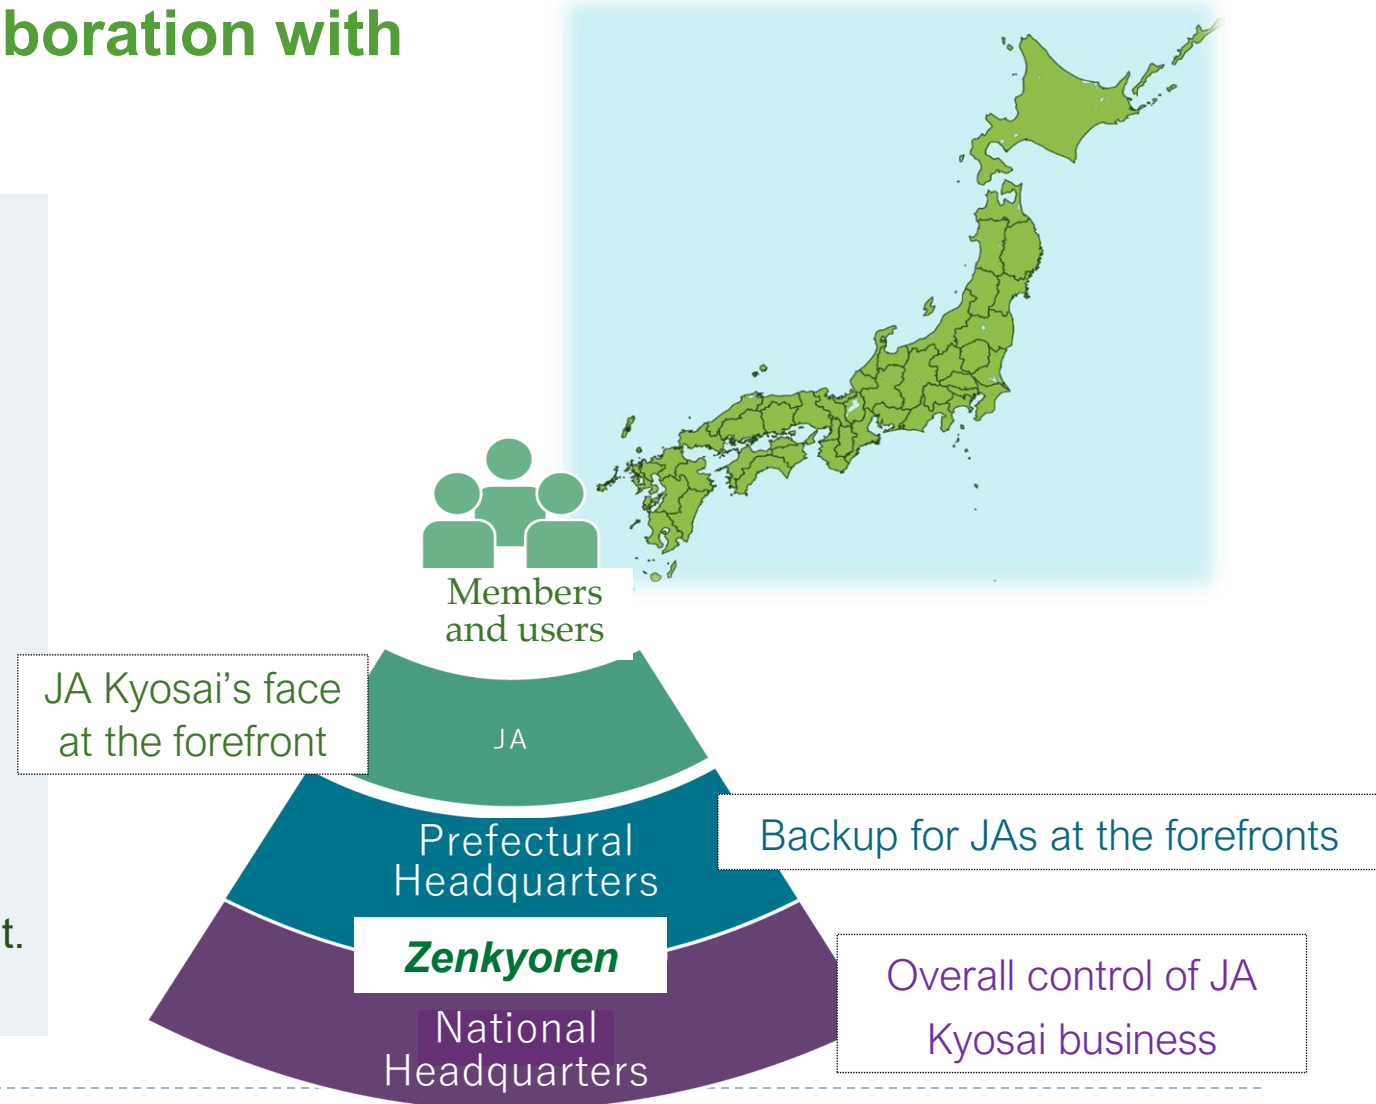 boration with
t.
Members
and users
JA Kyosai’s face
at the forefront
JA
Prefectural
Headquarters
Backup for JAs at the forefronts
Zenkyoren
Overall control of JA
Kyosai business
National
Headquarters